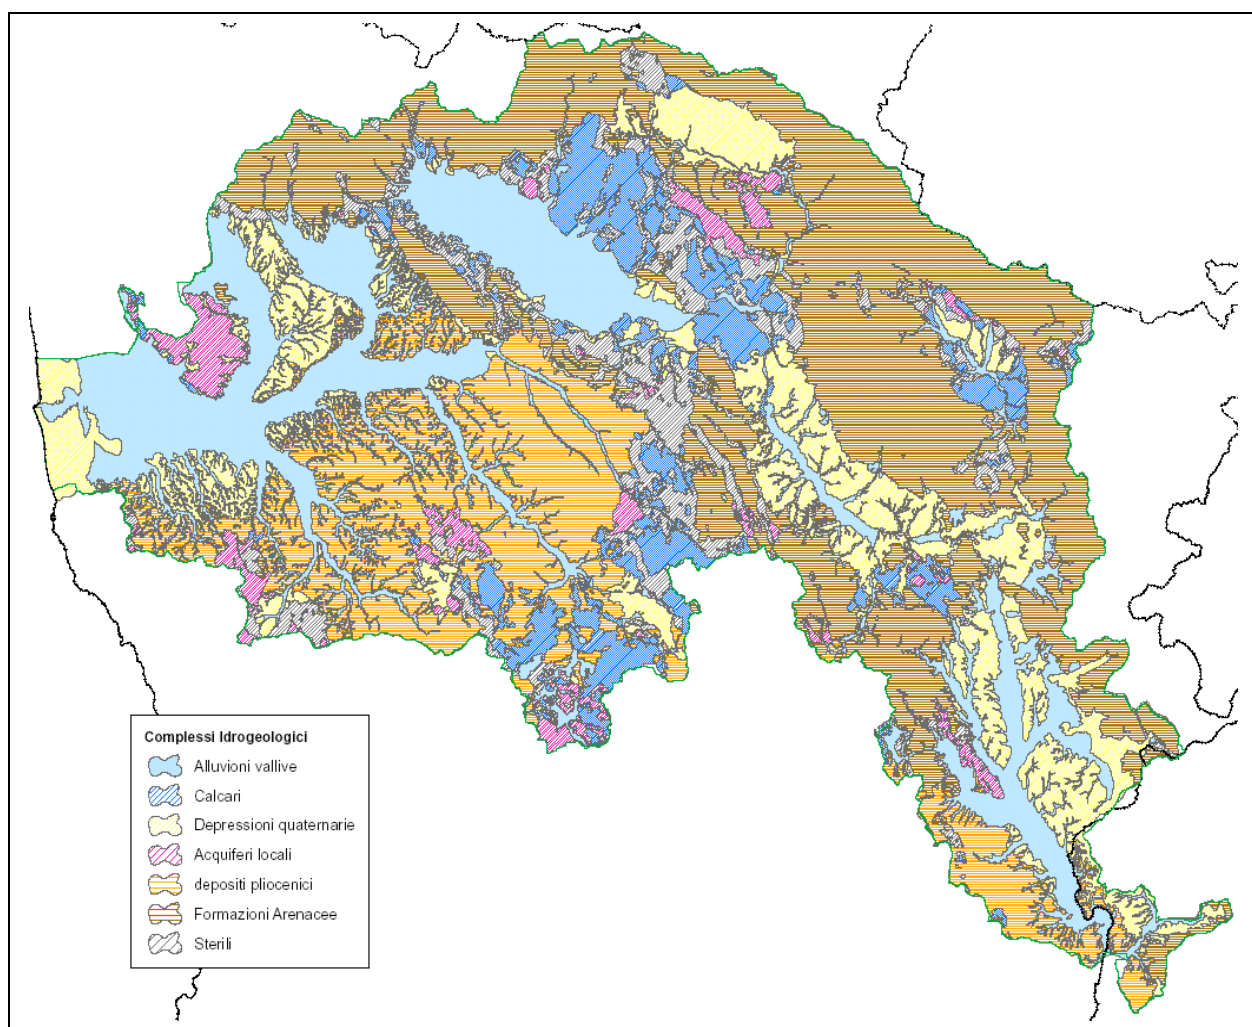 Complessi Idrogeologici
Alluvioni vallive
Calcari
Depressioni quaternarie
Acquiferi locali
depositi pliocenici
Formazioni Arenacee
Sterili